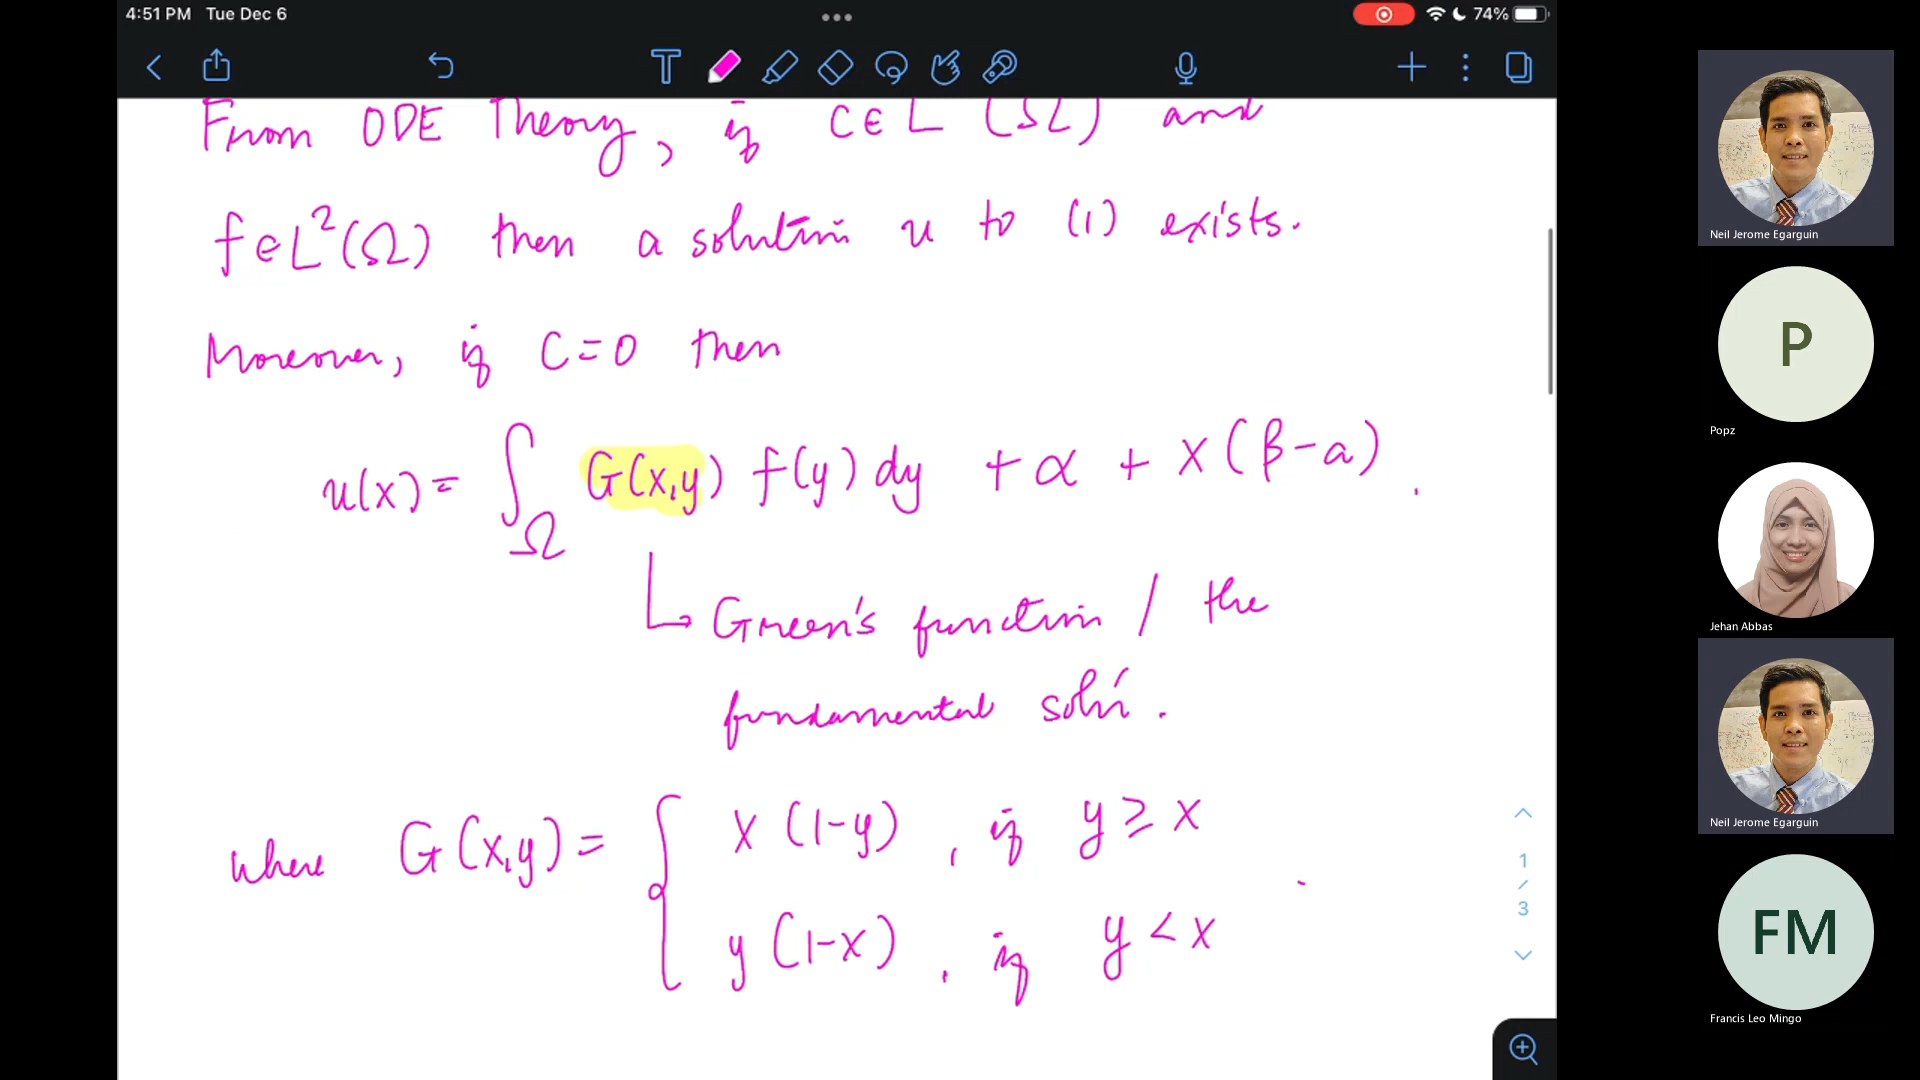 4:51 PM Tue Dec 6
74%
From ODE Theory, if C∈L (Ω) and
f∈L²(Ω) then a solution u to (1) exists.
Moreover, if C=0 then
u(x)= ∫_Ω G(x,y) f(y) dy + α + x(β-α).
↳ Green's function / the
fundamental sol'n.
where G(x,y) = { x(1-y), if y ≥ x
y(1-x), if y < x
1
/
3
Neil Jerome Egarguin
P
Popz
Jehan Abbas
Neil Jerome Egarguin
FM
Francis Leo Mingo